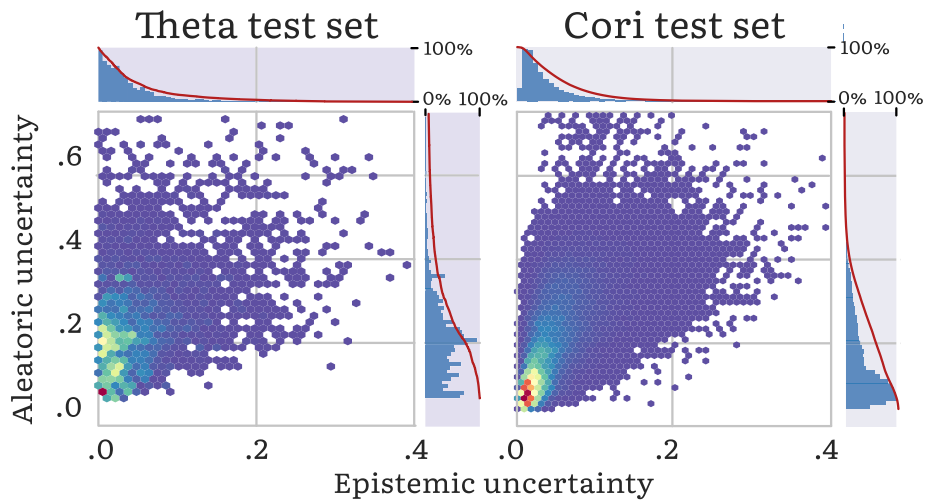 Theta test set
Cori test set
100%
0% 100%
100%
0% 100%
Aleatoric uncertainty
.6
.4
.2
.0
.0 .2 .4
.0 .2 .4
Epistemic uncertainty